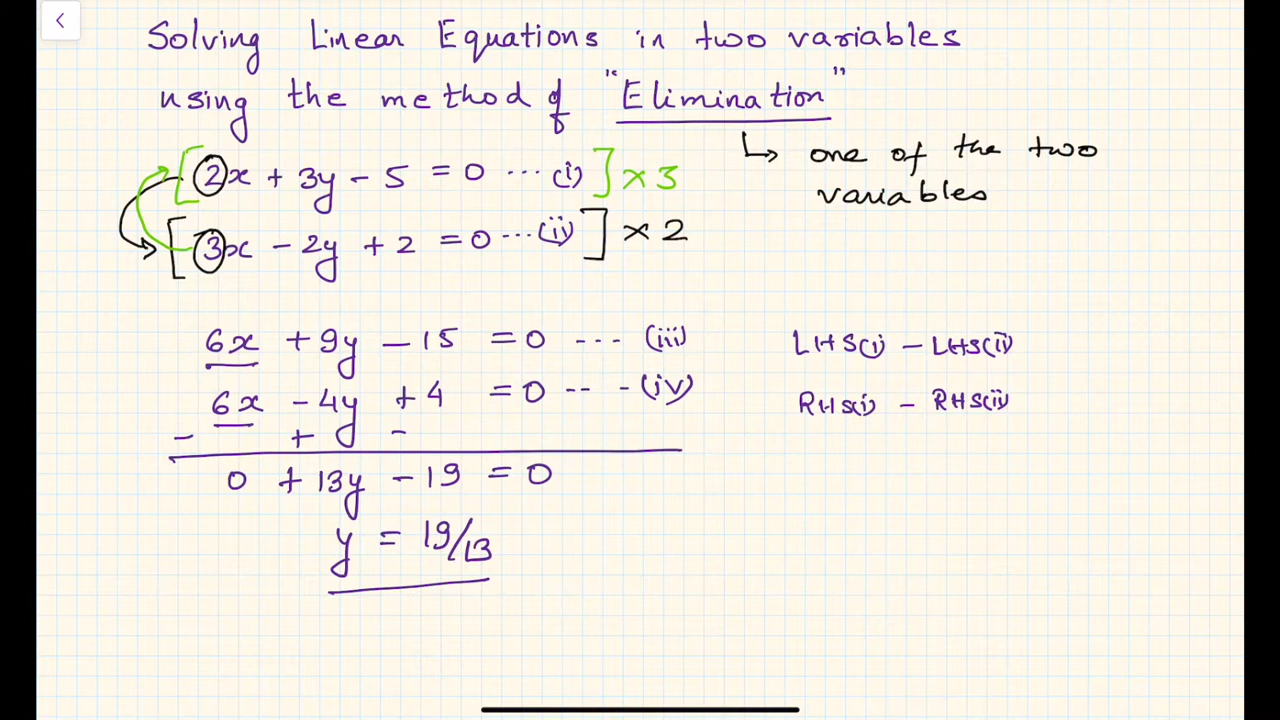 Solving Linear Equations in two variables
using the method of "Elimination"
↳ one of the two
variables
[2x + 3y - 5 = 0 ... (i)] × 3
[3x - 2y + 2 = 0 ... (ii)] × 2
6x + 9y - 15 = 0 --- (iii)
6x - 4y + 4 = 0 -- - (iv)
- + -
0 + 13y - 19 = 0
y = 19/13
LHS(i) - LHS(ii)
RHS(i) - RHS(ii)